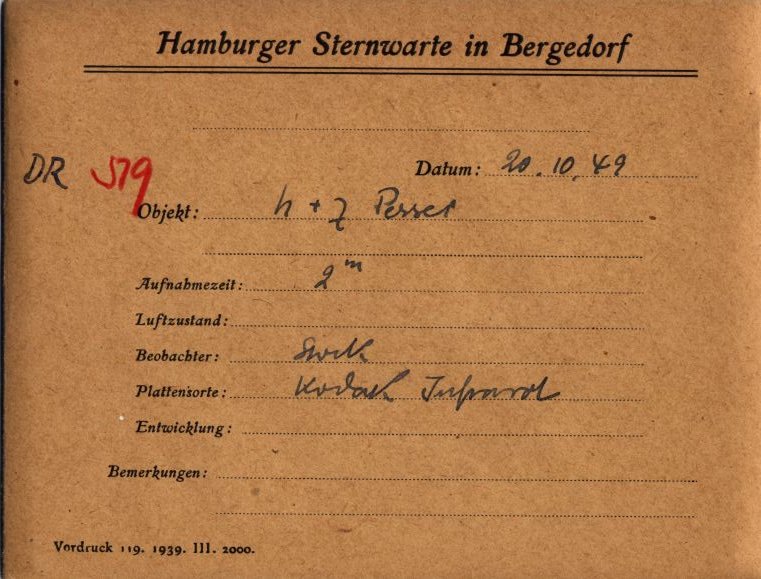 Hamburger Sternwarte in Bergedorf
DR 579 Datum: 20.10.49
Objekt: h + χ Persei
Aufnahmezeit: 2m
Luftzustand:
Beobachter:
Plattensorte: Kodak Infrarot
Entwicklung:
Bemerkungen:
Vordruck 119. 1939. III. 2000.